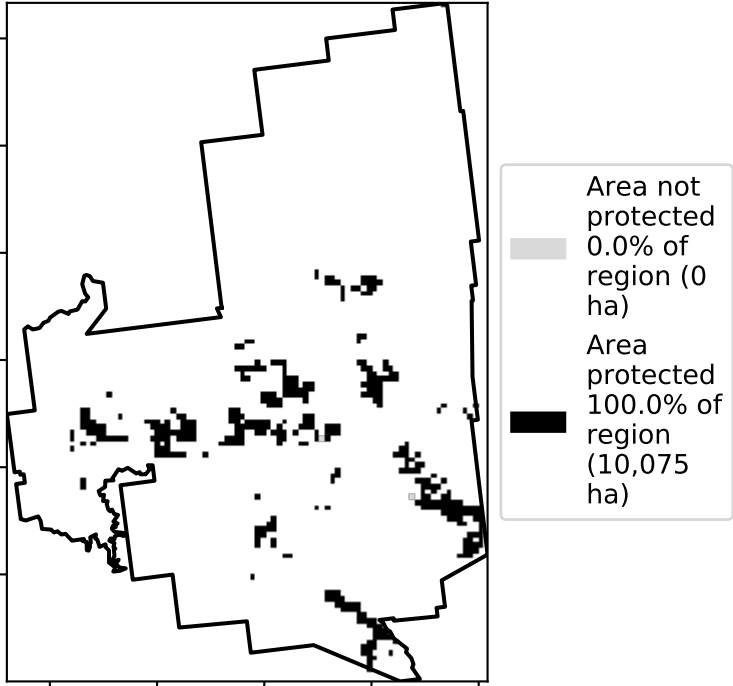 Area not
protected
0.0% of
region (0
ha)
Area
protected
100.0% of
region
(10,075
ha)